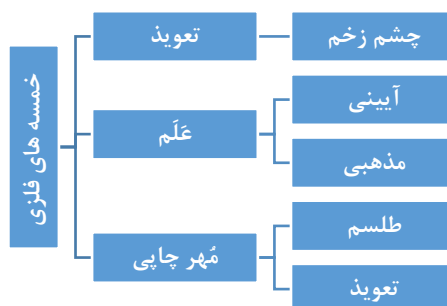 خمسه های فلزی
تعویذ
چشم زخم
عَلَم
آیینی
مذهبی
مُهر چاپی
طلسم
تعویذ